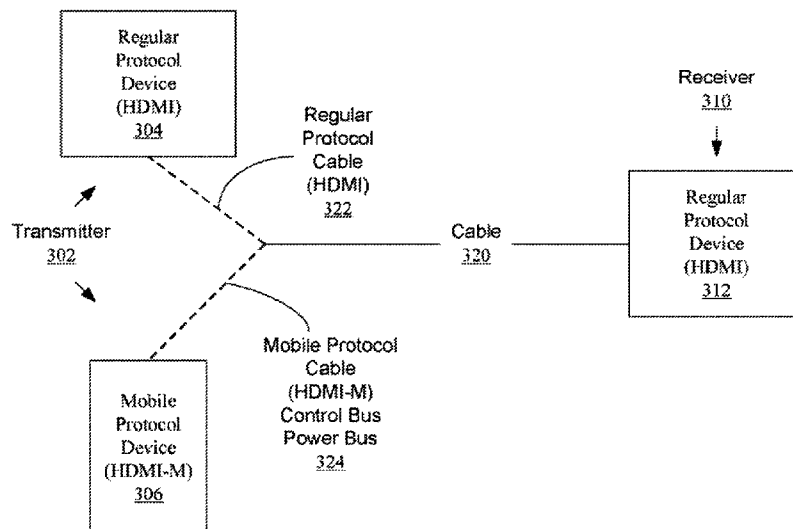 Regular
Protocol
Device
(HDMI)
304
Regular
Protocol
Cable
(HDMI)
322
Receiver
310
Transmitter
302
Cable
320
Regular
Protocol
Device
(HDMI)
312
Mobile Protocol
Cable
(HDMI-M)
Control Bus
Power Bus
324
Mobile
Protocol
Device
(HDMI-M)
306